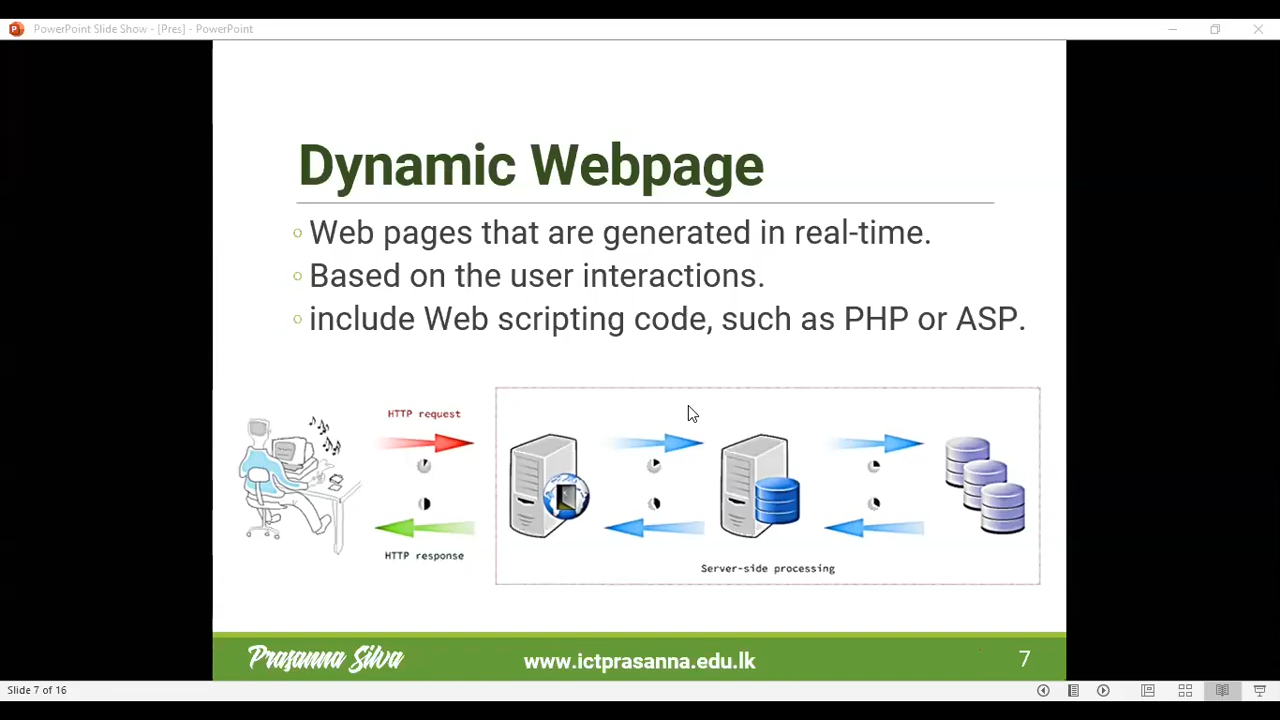 PowerPoint Slide Show - [Pres] - PowerPoint
Dynamic Webpage
Web pages that are generated in real-time.
Based on the user interactions.
include Web scripting code, such as PHP or ASP.
HTTP request
HTTP response
Server-side processing
Prasanna Silva
www.ictprasanna.edu.lk
7
Slide 7 of 16